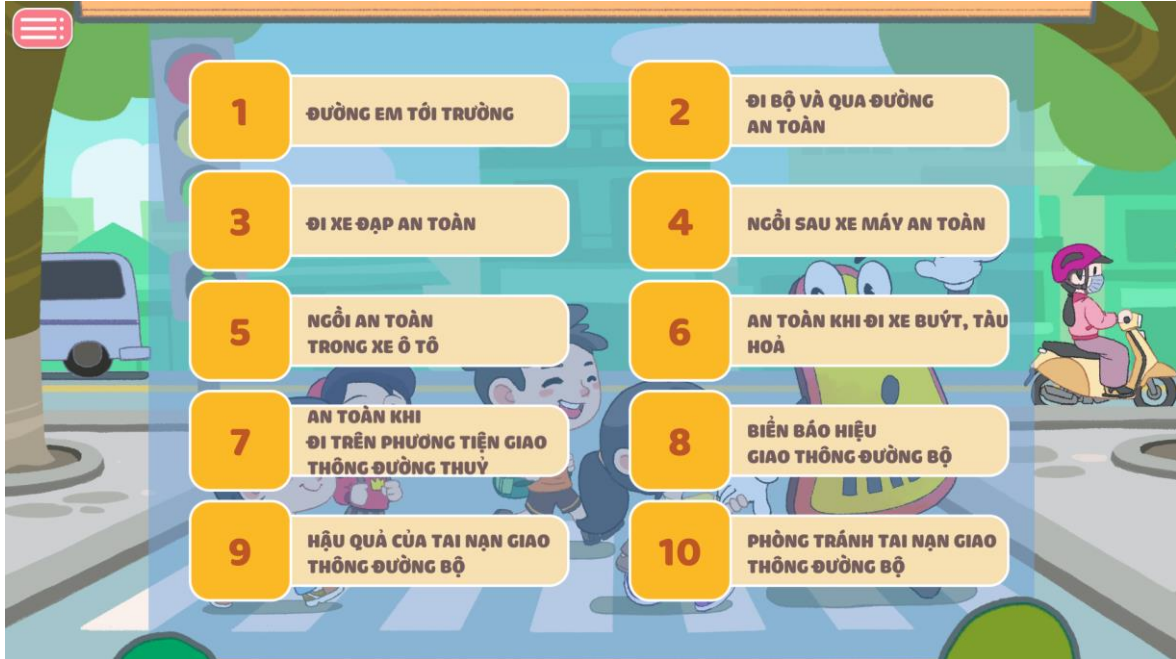 1
ĐƯỜNG EM TỚI TRƯỜNG
2
ĐI BỘ VÀ QUA ĐƯỜNG
AN TOÀN
3
ĐI XE ĐẠP AN TOÀN
4
NGỒI SAU XE MÁY AN TOÀN
5
NGỒI AN TOÀN
TRONG XE Ô TÔ
6
AN TOÀN KHI ĐI XE BUÝT, TÀU
HOẢ
7
AN TOÀN KHI
ĐI TRÊN PHƯƠNG TIỆN GIAO
THÔNG ĐƯỜNG THUỶ
8
BIỂN BÁO HIỆU
GIAO THÔNG ĐƯỜNG BỘ
9
HẬU QUẢ CỦA TAI NẠN GIAO
THÔNG ĐƯỜNG BỘ
10
PHÒNG TRÁNH TAI NẠN GIAO
THÔNG ĐƯỜNG BỘ